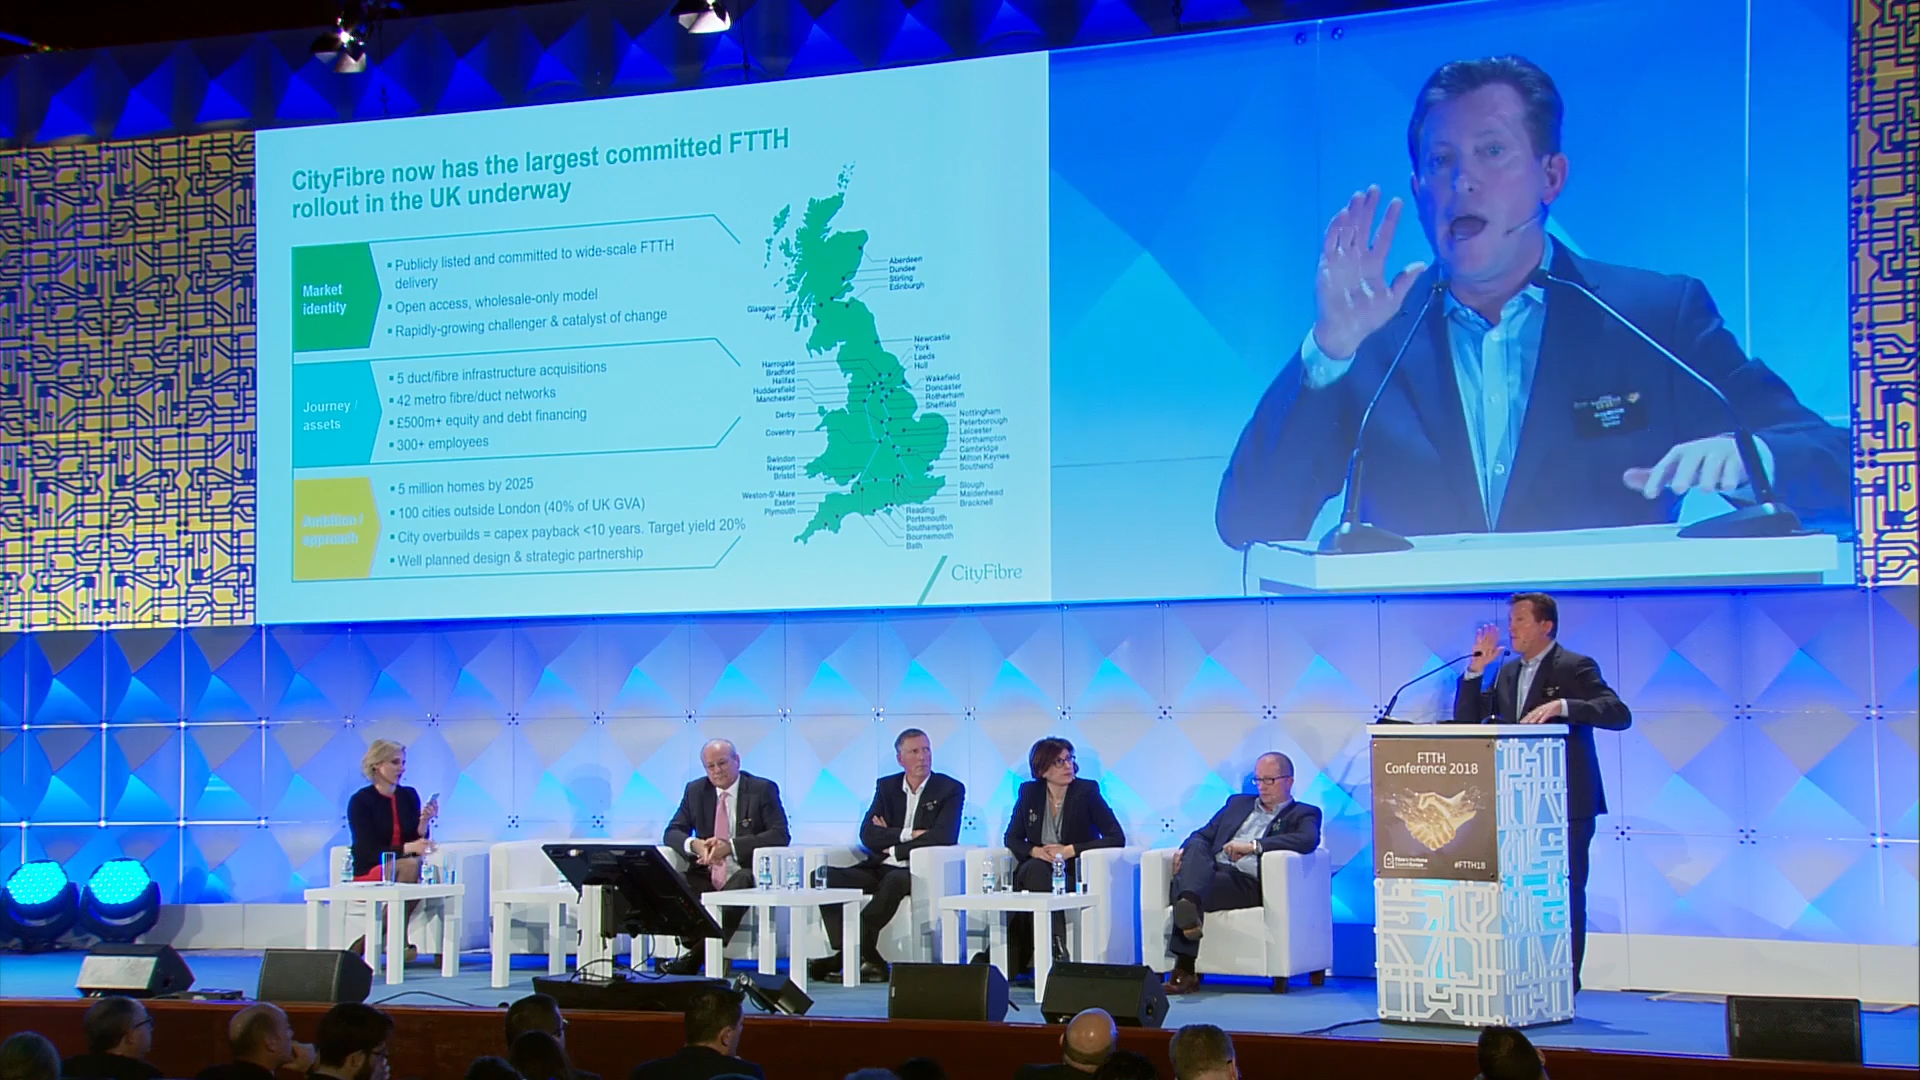 CityFibre now has the largest committed FTTH
rollout in the UK underway
Market
identity
▪ Publicly listed and committed to wide-scale FTTH
delivery
▪ Open access, wholesale-only model
▪ Rapidly-growing challenger & catalyst of change
Journey /
assets
▪ 5 duct/fibre infrastructure acquisitions
▪ 42 metro fibre/duct networks
▪ £500m+ equity and debt financing
▪ 300+ employees
Ambition /
approach
▪ 5 million homes by 2025
▪ 100 cities outside London (40% of UK GVA)
▪ City overbuilds = capex payback <10 years. Target yield 20%
▪ Well planned design & strategic partnership
Aberdeen
Dundee
Stirling
Edinburgh
Glasgow
Ayr
Newcastle
York
Leeds
Hull
Harrogate
Bradford
Halifax
Huddersfield
Manchester
Wakefield
Doncaster
Rotherham
Sheffield
Derby
Coventry
Nottingham
Peterborough
Leicester
Northampton
Cambridge
Milton Keynes
Southend
Swindon
Newport
Bristol
Weston-S'-Mare
Exeter
Plymouth
Slough
Maidenhead
Bracknell
Reading
Portsmouth
Southampton
Bournemouth
Bath
CityFibre
FTTH
Conference 2018
#FTTH18